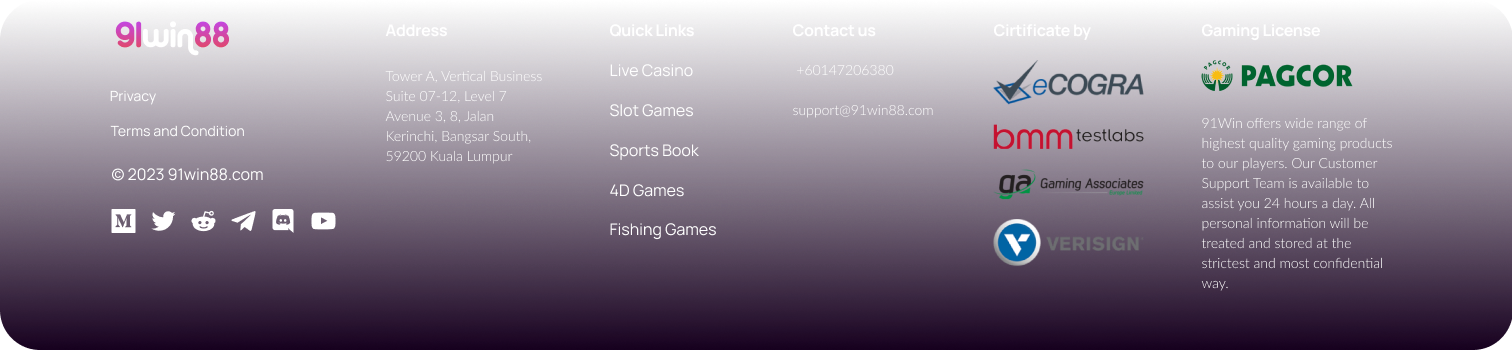 91win88
Privacy
Terms and Condition
© 2023 91win88.com
M
Address
Tower A, Vertical Business
Suite 07-12, Level 7
Avenue 3, 8, Jalan
Kerinchi, Bangsar South,
59200 Kuala Lumpur
Quick Links
Live Casino
Slot Games
Sports Book
4D Games
Fishing Games
Contact us
+60147206380
support@91win88.com
Cirtificate by
eCOGRA
bmm testlabs
ga Gaming Associates
VERISIGN
Gaming License
PAGCOR PAGCOR
91Win offers wide range of
highest quality gaming products
to our players. Our Customer
Support Team is available to
assist you 24 hours a day. All
personal information will be
treated and stored at the
strictest and most confidential
way.